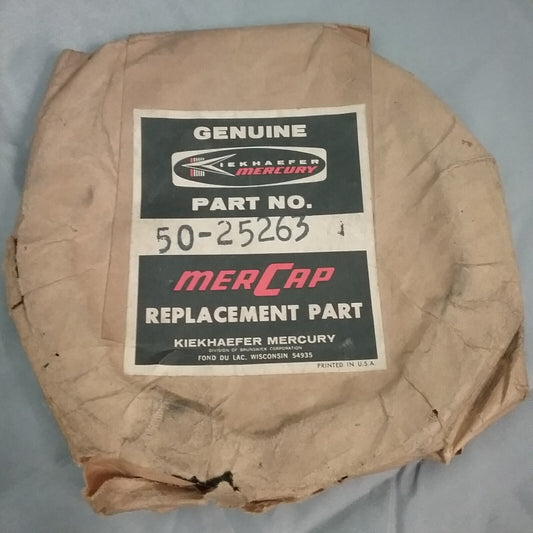 GENUINE
KIEKHAEFER
MERCURY
PART NO.
50-25263 1
MERCAP
REPLACEMENT PART
KIEKHAEFER MERCURY
DIVISION OF BRUNSWICK CORPORATION
FOND DU LAC, WISCONSIN 54935
PRINTED IN U.S.A.